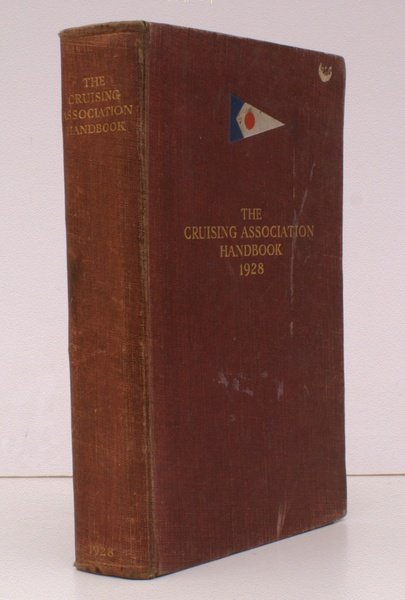 THE
CRUISING
ASSOCIATION
HANDBOOK
1928
THE
CRUISING ASSOCIATION
HANDBOOK
1928